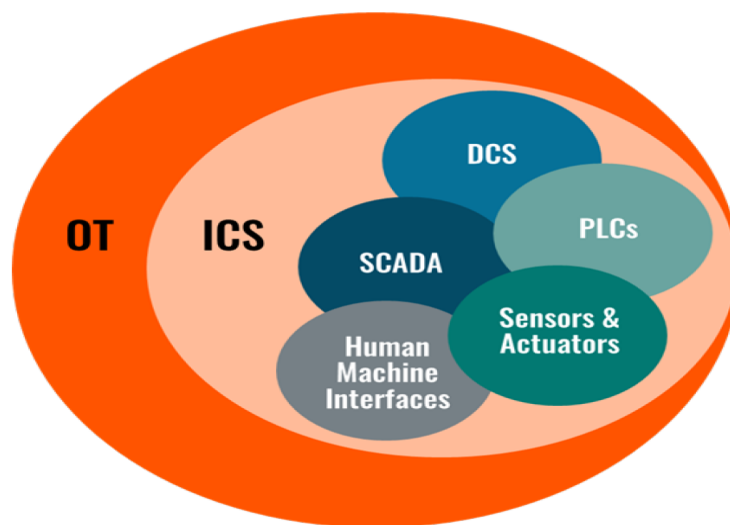 DCS
PLCs
OT
ICS
SCADA
Sensors &
Actuators
Human
Machine
Interfaces